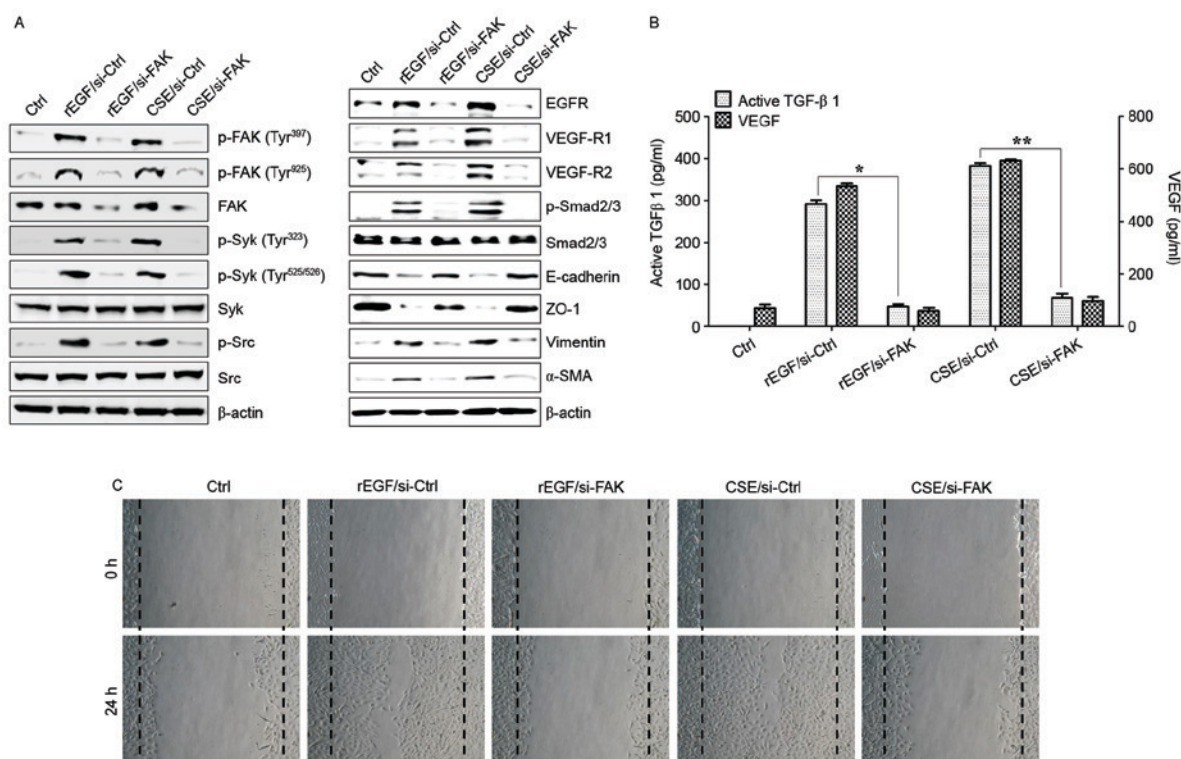 A
Ctrl
rEGF/si-Ctrl
rEGF/si-FAK
CSE/si-Ctrl
CSE/si-FAK
p-FAK (Tyr³⁹⁷)
p-FAK (Tyr⁹²⁵)
FAK
p-Syk (Tyr³²³)
p-Syk (Tyr⁵²⁵/⁵²⁶)
Syk
p-Src
Src
β-actin
Ctrl
rEGF/si-Ctrl
rEGF/si-FAK
CSE/si-Ctrl
CSE/si-FAK
EGFR
VEGF-R1
VEGF-R2
p-Smad2/3
Smad2/3
E-cadherin
ZO-1
Vimentin
α-SMA
β-actin
B
Active TGF-β 1
VEGF
Active TGFβ 1 (pg/ml)
500
400
300
200
100
0
*
**
800
600
400
200
0
VEGF (pg/ml)
Ctrl
rEGF/si-Ctrl
rEGF/si-FAK
CSE/si-Ctrl
CSE/si-FAK
C
Ctrl
rEGF/si-Ctrl
rEGF/si-FAK
CSE/si-Ctrl
CSE/si-FAK
0 h
24 h